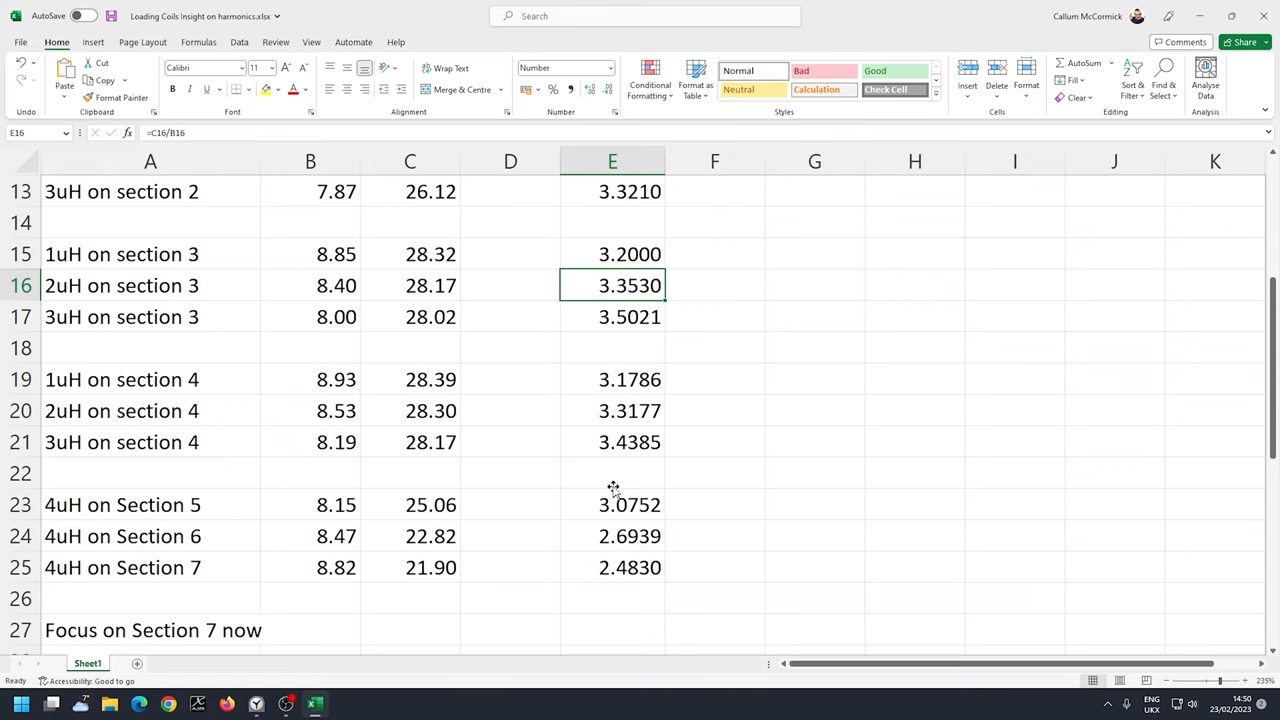 AutoSave
Loading Coils Insight on harmonics.xlsx
Search
Callum McCormick
File Home Insert Page Layout Formulas Data Review View Automate Help
Comments Share
Paste
Cut
Copy
Format Painter
Calibri 11
B I U
Wrap Text
Merge & Centre
Number
Conditional Formatting
Format as Table
Normal Bad Good
Neutral Calculation Check Cell
Insert Delete Format
AutoSum
Fill
Clear
Sort & Filter
Find & Select
Analyse Data
Undo Clipboard Font Alignment Number Styles Cells Editing Analysis
E16 fx =C16/B16
A B C D E F G H I J K
13 3uH on section 2 7.87 26.12 3.3210
14
15 1uH on section 3 8.85 28.32 3.2000
16 2uH on section 3 8.40 28.17 3.3530
17 3uH on section 3 8.00 28.02 3.5021
18
19 1uH on section 4 8.93 28.39 3.1786
20 2uH on section 4 8.53 28.30 3.3177
21 3uH on section 4 8.19 28.17 3.4385
22
23 4uH on Section 5 8.15 25.06 3.0752
24 4uH on Section 6 8.47 22.82 2.6939
25 4uH on Section 7 8.82 21.90 2.4830
26
27 Focus on Section 7 now
Sheet1
Ready Accessibility: Good to go 235%
ENG 14:50
UKX 23/02/2023